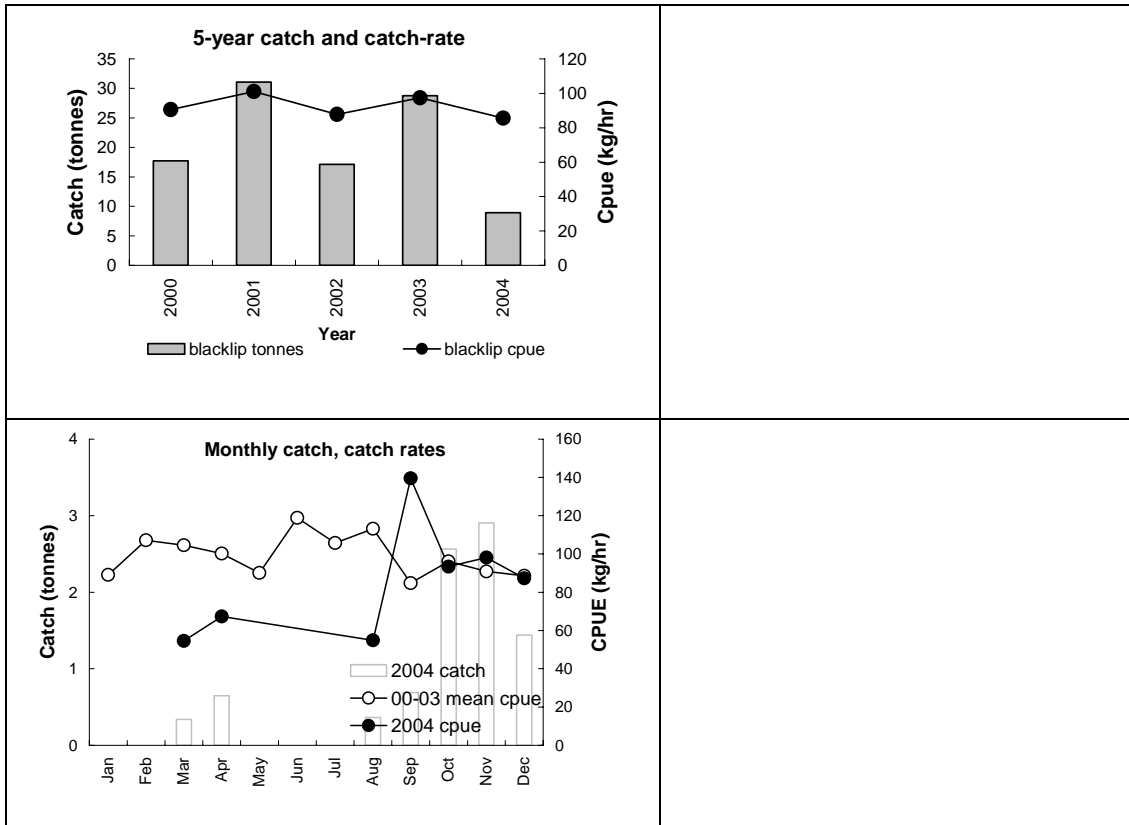 5-year catch and catch-rate
35
30
25
20
15
10
5
0
Catch (tonnes)
120
100
80
60
40
20
0
Cpue (kg/hr)
2000
2001
2002
2003
2004
Year
blacklip tonnes
blacklip cpue
Monthly catch, catch rates
4
3
2
1
0
Catch (tonnes)
160
140
120
100
80
60
40
20
0
CPUE (kg/hr)
2004 catch
00-03 mean cpue
2004 cpue
Jan
Feb
Mar
Apr
May
Jun
Jul
Aug
Sep
Oct
Nov
Dec